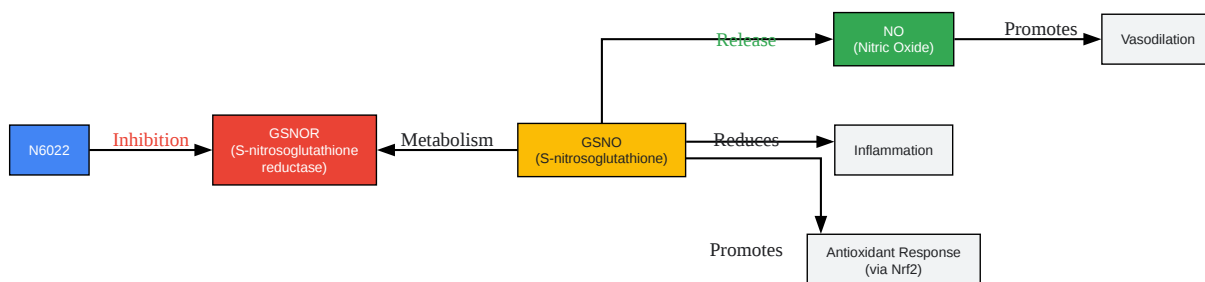 N6022
Inhibition
GSNOR
(S-nitrosoglutathione
reductase)
Metabolism
GSNO
(S-nitrosoglutathione)
Release
NO
(Nitric Oxide)
Promotes
Vasodilation
Reduces
Inflammation
Promotes
Antioxidant Response
(via Nrf2)